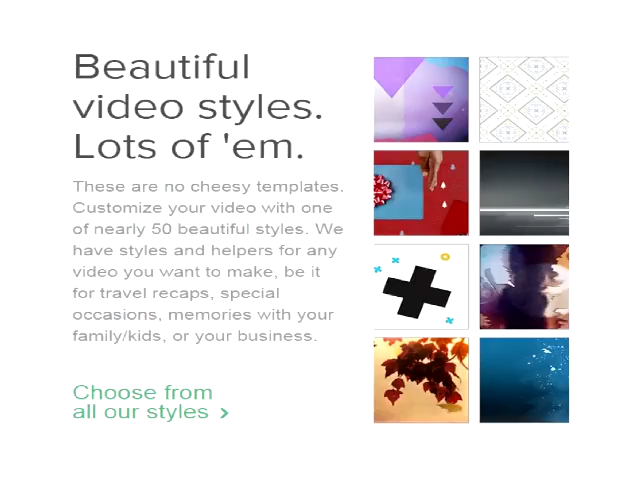 Beautiful
video styles.
Lots of 'em.
These are no cheesy templates.
Customize your video with one
of nearly 50 beautiful styles. We
have styles and helpers for any
video you want to make, be it
for travel recaps, special
occasions, memories with your
family/kids, or your business.
Choose from
all our styles ›